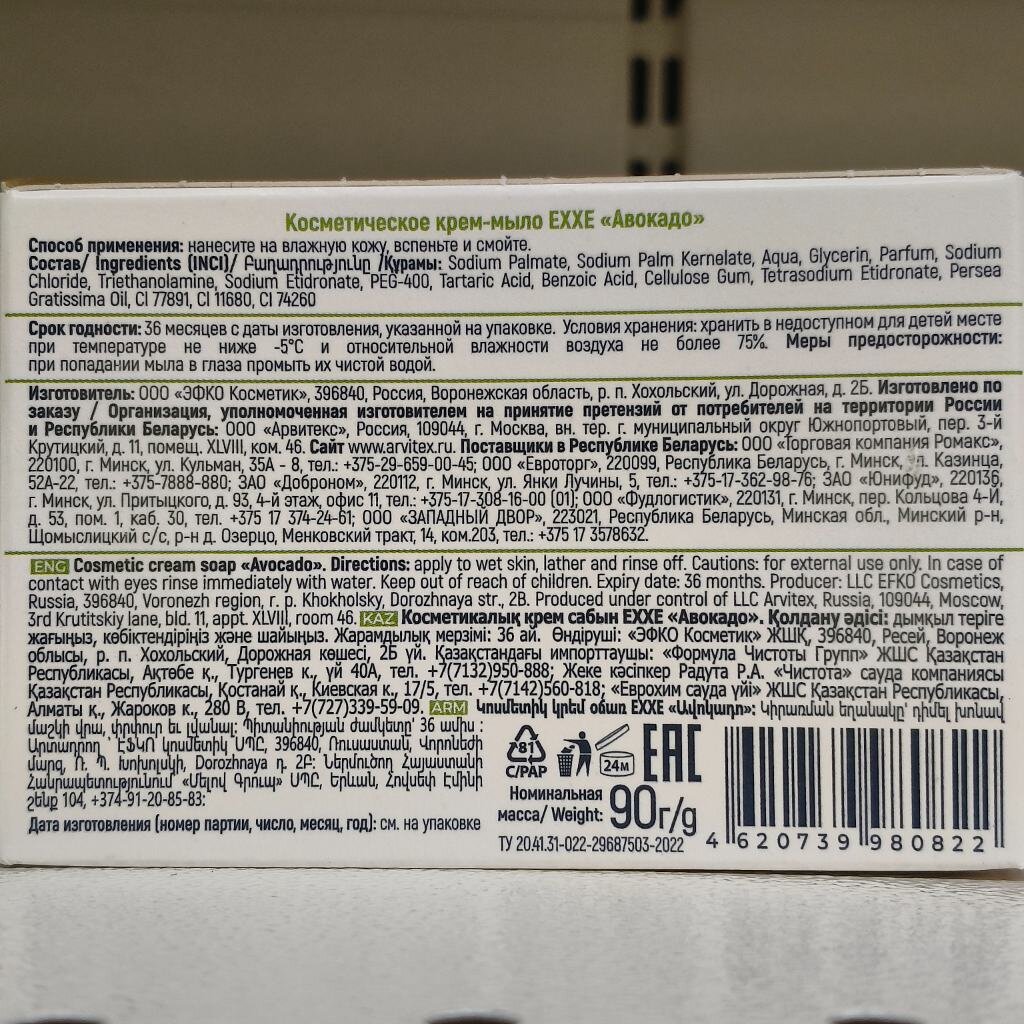 Косметическое крем-мыло EXXE «Авокадо»
Способ применения: нанесите на влажную кожу, вспеньте и смойте.
Состав/ Ingredients (INCI)/ Բաղադրությունը /Құрамы: Sodium Palmate, Sodium Palm Kernelate, Aqua, Glycerin, Parfum, Sodium
Chloride, Triethanolamine, Sodium Etidronate, PEG-400, Tartaric Acid, Benzoic Acid, Cellulose Gum, Tetrasodium Etidronate, Persea
Gratissima Oil, CI 77891, CI 11680, CI 74260
Срок годности: 36 месяцев с даты изготовления, указанной на упаковке. Условия хранения: хранить в недоступном для детей месте
при температуре не ниже -5°С и относительной влажности воздуха не более 75%. Меры предосторожности:
при попадании мыла в глаза промыть их чистой водой.
Изготовитель: ООО «ЭФКО Косметик», 396840, Россия, Воронежская область, р. п. Хохольский, ул. Дорожная, д. 2Б. Изготовлено по
заказу / Организация, уполномоченная изготовителем на принятие претензий от потребителей на территории России
и Республики Беларусь: ООО «Арвитекс», Россия, 109044, г. Москва, вн. тер. г. муниципальный округ Южнопортовый, пер. 3-й
Крутицкий, д. 11, помещ. XLVIII, ком. 46. Сайт www.arvitex.ru. Поставщики в Республике Беларусь: ООО «Торговая компания Ромакс»,
220100, г. Минск, ул. Кульман, 35А - 8, тел.: +375-29-659-00-45; ООО «Евроторг», 220099, Республика Беларусь, г. Минск, ул. Казинца,
52А-22, тел.: +375-7888-880; ЗАО «Доброном», 220112, г. Минск, ул. Янки Лучины, 5, тел.: +375-17-362-98-76; ЗАО «Юнифуд», 220136,
г. Минск, ул. Притыцкого, д. 93, 4-й этаж, офис 11, тел.: +375-17-308-16-00 (01); ООО «Фудлогистик», 220131, г. Минск, пер. Кольцова 4-Й,
д. 53, пом. 1, каб. 30, тел. +375 17 374-24-61; ООО «ЗАПАДНЫЙ ДВОР», 223021, Республика Беларусь, Минская обл., Минский р-н,
Щомыслицкий с/с, р-н д. Озерцо, Менковский тракт, 14, ком.203, тел.: +375 17 3578632.
ENG Cosmetic cream soap «Avocado». Directions: apply to wet skin, lather and rinse off. Cautions: for external use only. In case of
contact with eyes rinse immediately with water. Keep out of reach of children. Expiry date: 36 months. Producer: LLC EFKO Cosmetics,
Russia, 396840, Voronezh region, r. p. Khokholsky, Dorozhnaya str., 2B. Produced under control of LLC Arvitex, Russia, 109044, Moscow,
3rd Krutitskiy lane, bld. 11, appt. XLVIII, room 46. KAZ Косметикалық крем сабын EXXE «Авокадо». Қолдану әдісі: дымқыл теріге
жағыңыз, көбіктендіріңіз және шайыңыз. Жарамдылық мерзімі: 36 ай. Өндіруші: «ЭФКО Косметик» ЖШҚ, 396840, Ресей, Воронеж
облысы, р. п. Хохольский, Дорожная көшесі, 2Б үй. Қазақстандағы импорттаушы: «Формула Чистоты Групп» ЖШС Қазақстан
Республикасы, Ақтөбе қ., Тургенев к., үй 40А, тел. +7(7132)950-888; Жеке кәсіпкер Радута Р.А. «Чистота» сауда компаниясы
Қазақстан Республикасы, Қостанай қ., Киевская к., 17/5, тел. +7(7142)560-818; «Еврохим сауда үйі» ЖШС Қазақстан Республикасы,
Алматы қ., Жароков к., 280 В, тел. +7(727)339-59-09. ARM Կոսմետիկ կրեմ օճառ EXXE «Ավոկադո»: Կիրառման եղանակը՝ դիմել խոնավ
մաշկի վրա, փրփուր եւ լվանալ: Պիտանիության ժամկետը՝ 36 ամիս :
Արտադրող ՝ ԷՖԿՈ կոսմետիկ ՍՊԸ, 396840, Ռուսաստան, Վորոնեժի
մարզ, Ռ. Պ. Խոխոլսկի, Dorozhnaya դ. 2Բ: Ներմուծող Հայաստանի
Հանրապետությունում «Մելով Գրուպ» ՍՊԸ, Երևան, Հովսեփ Էմինի
շենք 104, +374-91-20-85-83:
Дата изготовления (номер партии, число, месяц, год): см. на упаковке
81
C/PAP
24М
ЕАС
Номинальная
масса/ Weight: 90г/g
ТУ 20.41.31-022-29687503-2022
4 620739 980822